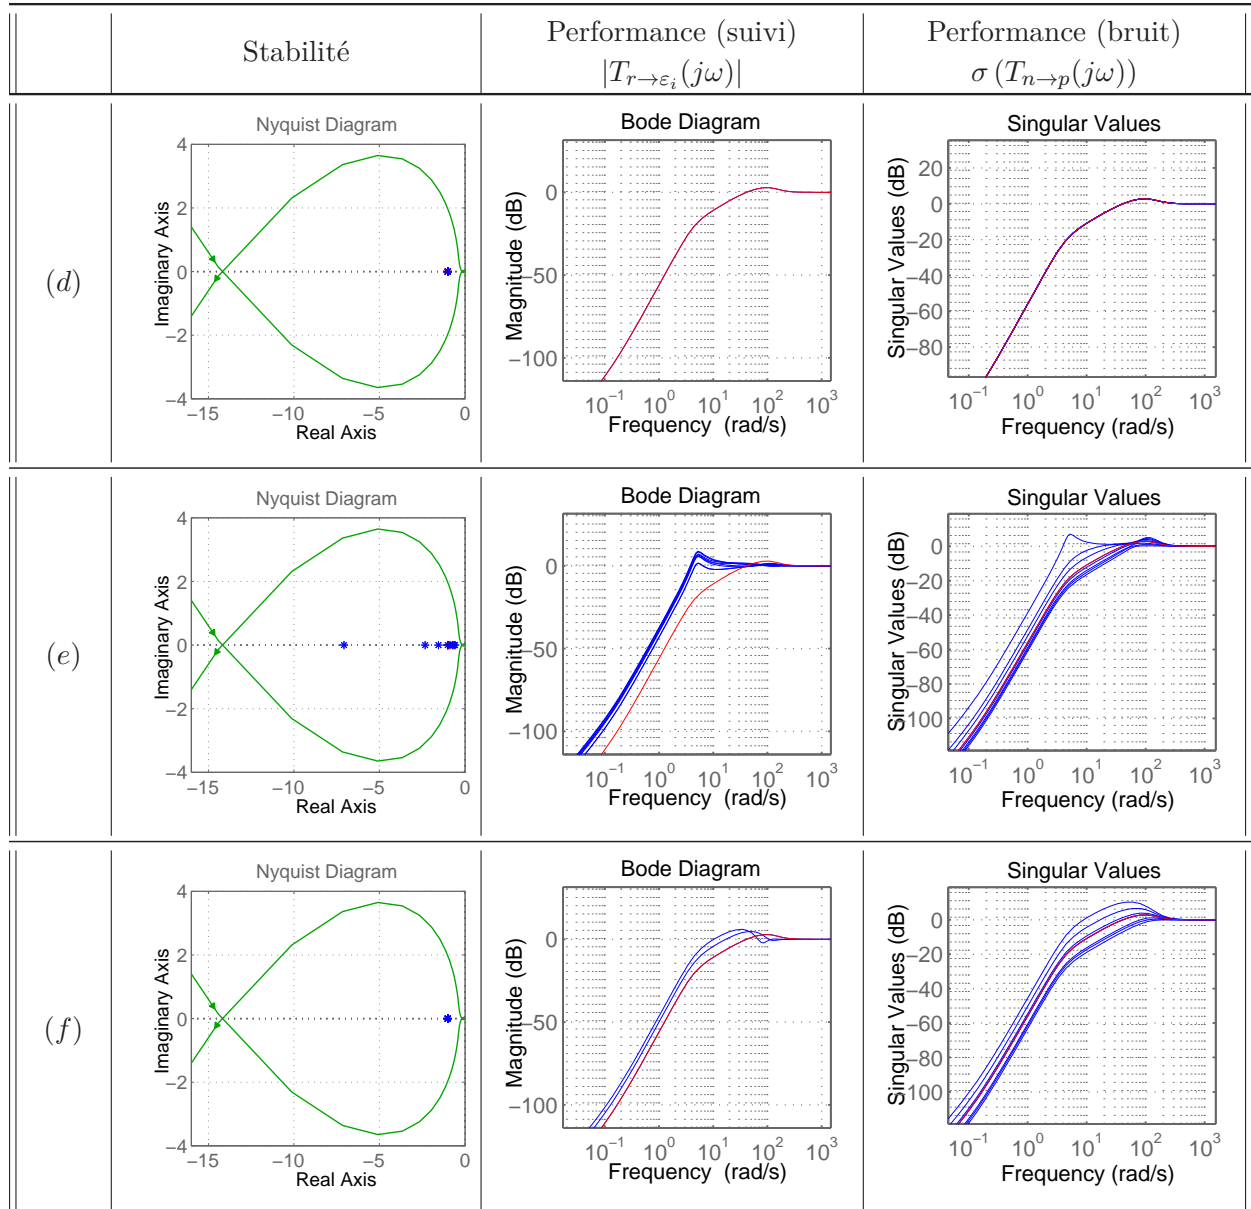 Stabilité
Performance (suivi)
|T_{r→ε_i}(jω)|
Performance (bruit)
σ (T_{n→p}(jω))
(d)
Nyquist Diagram
Imaginary Axis
4
2
0
−2
−4
−15 −10 −5 0
Real Axis
Bode Diagram
Magnitude (dB)
0
−50
−100
10^{−1} 10^{0} 10^{1} 10^{2} 10^{3}
Frequency (rad/s)
Singular Values
Singular Values (dB)
20
0
−20
−40
−60
−80
10^{−1} 10^{0} 10^{1} 10^{2} 10^{3}
Frequency (rad/s)
(e)
Nyquist Diagram
Imaginary Axis
4
2
0
−2
−4
−15 −10 −5 0
Real Axis
Bode Diagram
Magnitude (dB)
0
−50
−100
10^{−1} 10^{0} 10^{1} 10^{2} 10^{3}
Frequency (rad/s)
Singular Values
Singular Values (dB)
0
−20
−40
−60
−80
−100
10^{−1} 10^{0} 10^{1} 10^{2} 10^{3}
Frequency (rad/s)
(f)
Nyquist Diagram
Imaginary Axis
4
2
0
−2
−4
−15 −10 −5 0
Real Axis
Bode Diagram
Magnitude (dB)
0
−50
−100
10^{−1} 10^{0} 10^{1} 10^{2} 10^{3}
Frequency (rad/s)
Singular Values
Singular Values (dB)
0
−20
−40
−60
−80
−100
10^{−1} 10^{0} 10^{1} 10^{2} 10^{3}
Frequency (rad/s)